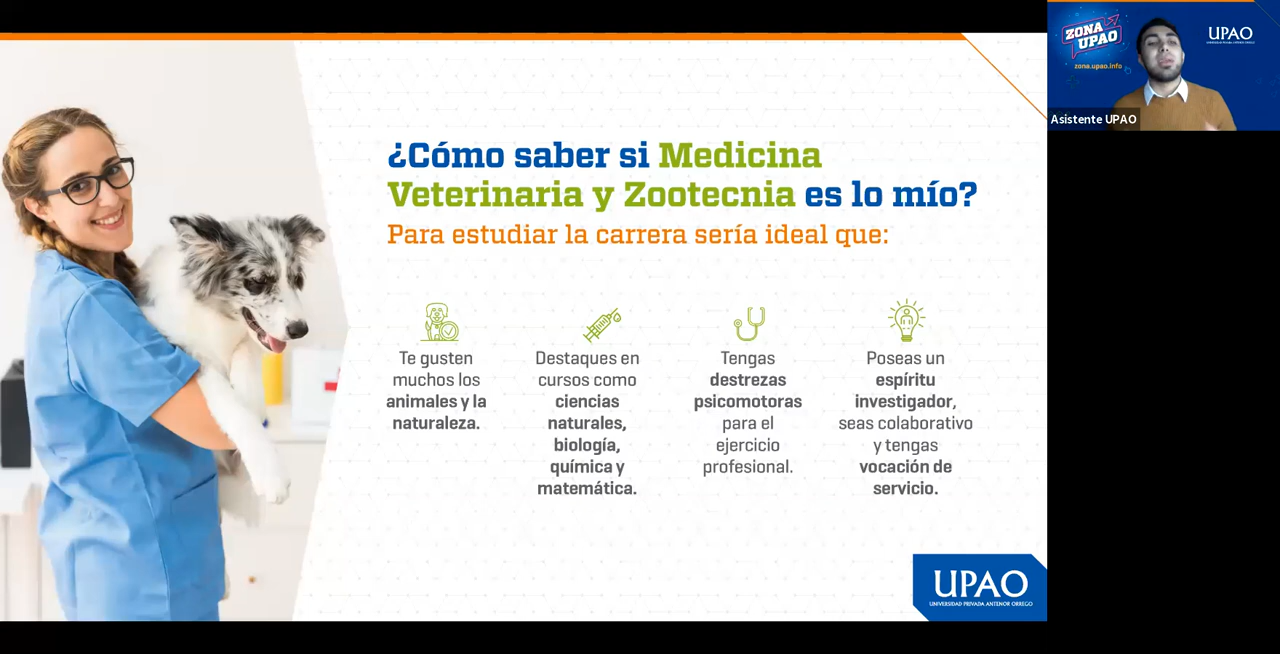 ¿Cómo saber si Medicina
Veterinaria y Zootecnia es lo mío?
Para estudiar la carrera sería ideal que:
Te gusten
muchos los
animales y la
naturaleza.
Destaques en
cursos como
ciencias
naturales,
biología,
química y
matemática.
Tengas
destrezas
psicomotoras
para el
ejercicio
profesional.
Poseas un
espíritu
investigador,
seas colaborativo
y tengas
vocación de
servicio.
UPAO
UNIVERSIDAD PRIVADA ANTENOR ORREGO
ZONA
UPAO
zona.upao.info
UPAO
UNIVERSIDAD PRIVADA ANTENOR ORREGO
Asistente UPAO